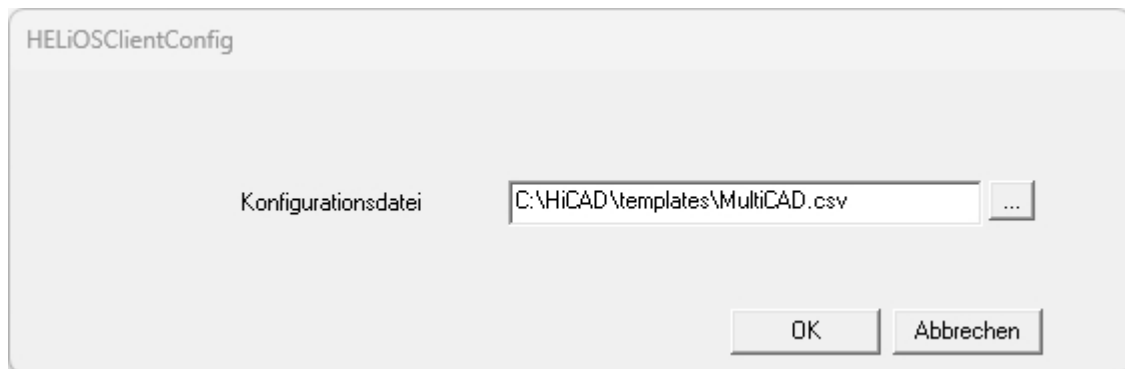 HELiOSClientConfig
Konfigurationsdatei C:\HiCAD\templates\MultiCAD.csv ...
OK Abbrechen